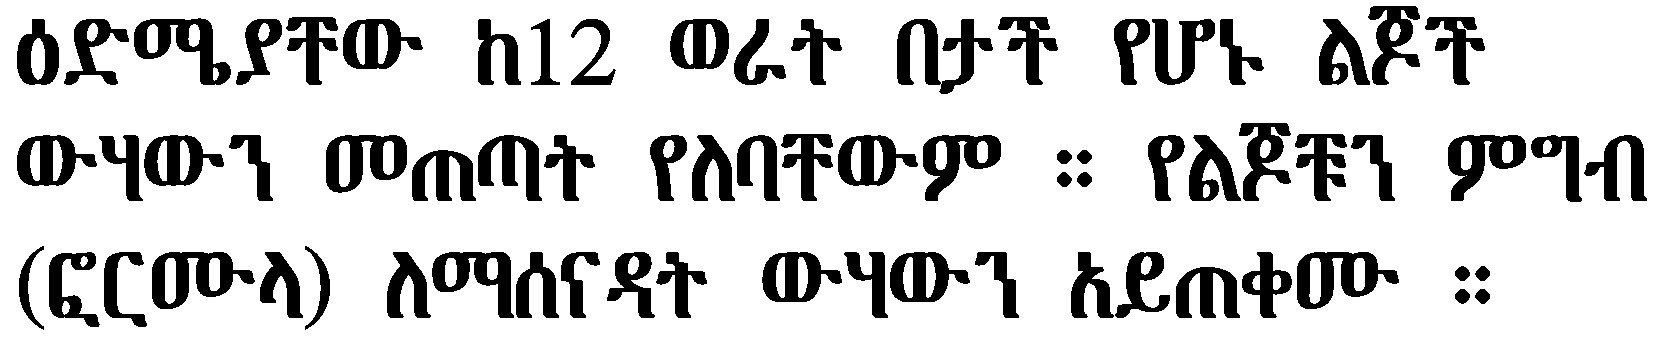 ዕድሜያቸው ከ12 ወራት በታች የሆኑ ልጆች
ውሃውን መጠጣት የለባቸውም ። የልጆቹን ምግብ
(ፎርሙላ) ለማሰናዳት ውሃውን አይጠቀሙ ።